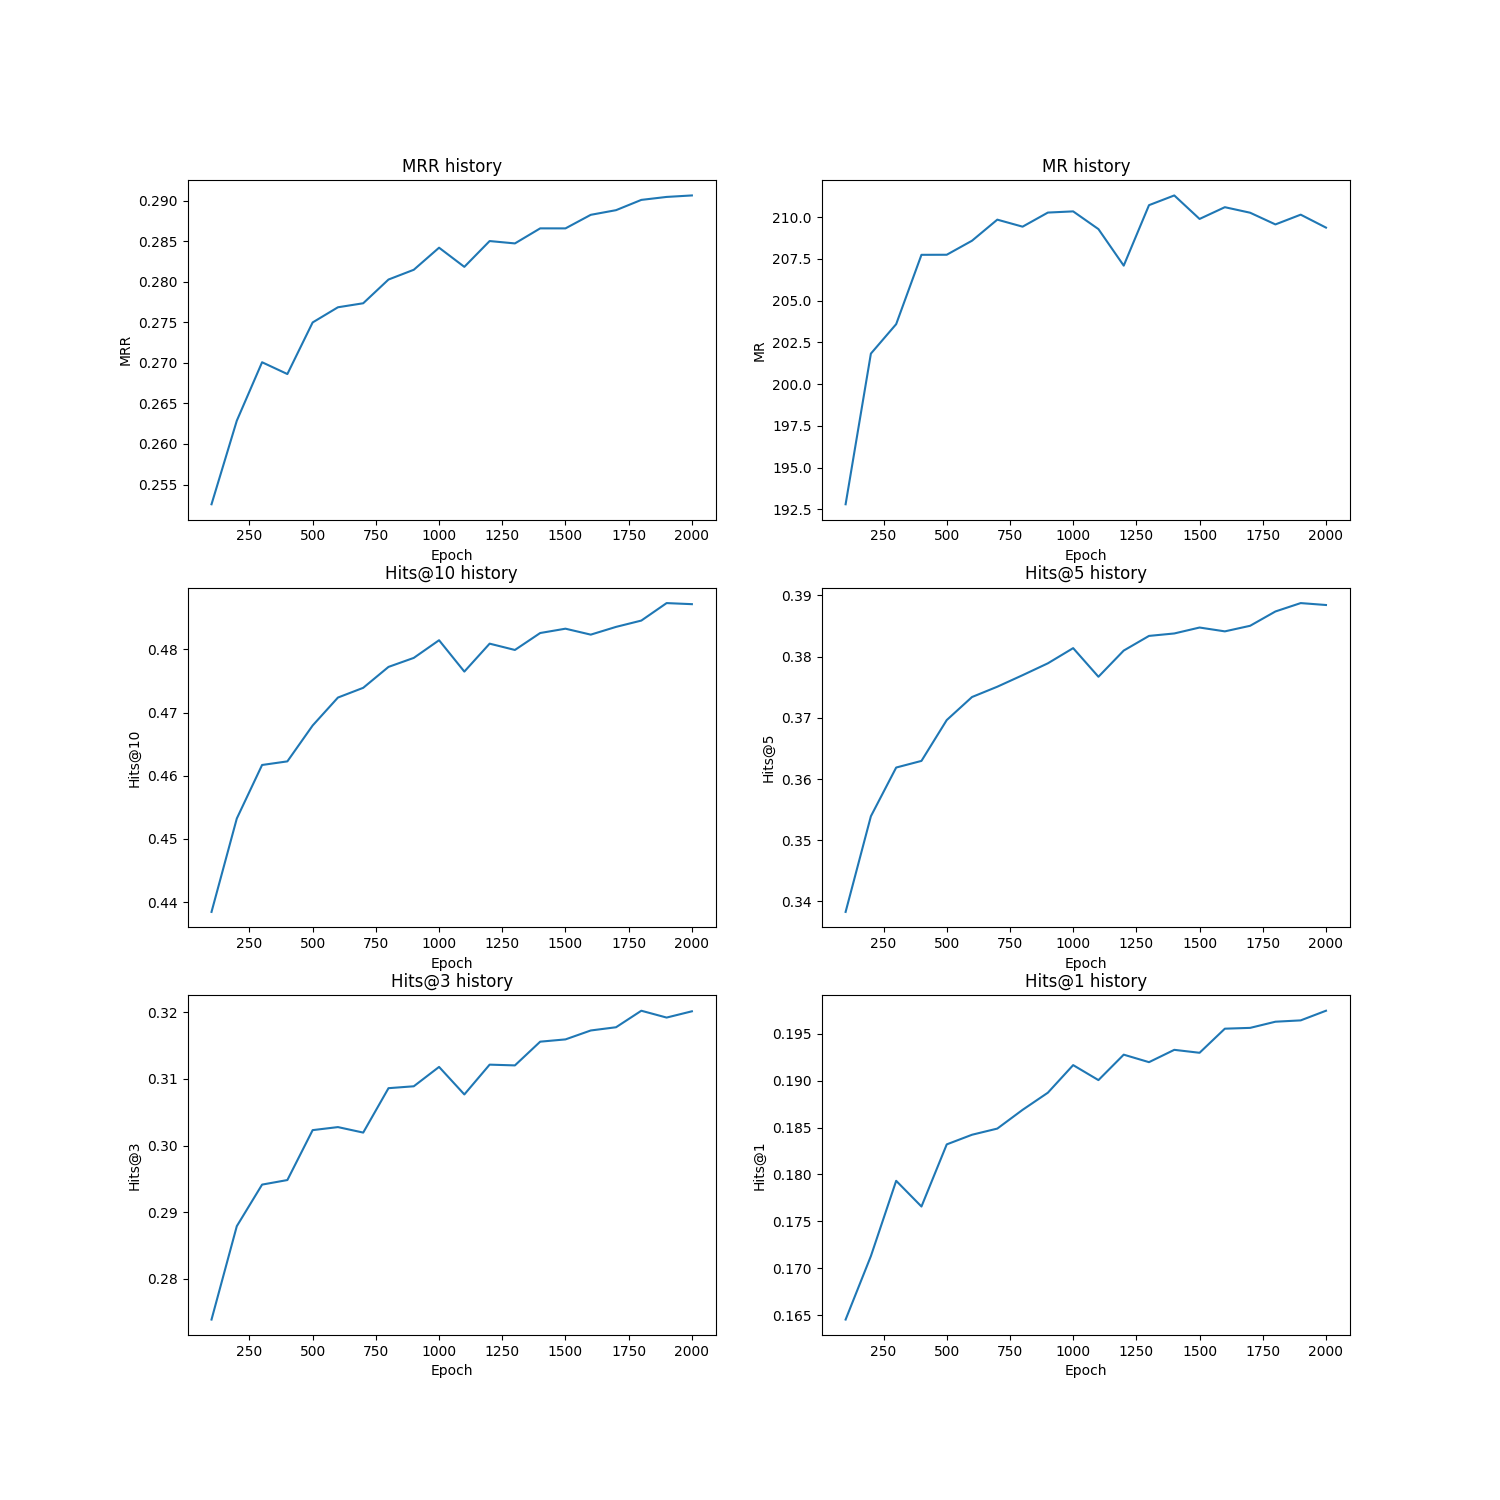 MRR history
MRR
0.290
0.285
0.280
0.275
0.270
0.265
0.260
0.255
250 500 750 1000 1250 1500 1750 2000
Epoch
MR history
MR
210.0
207.5
205.0
202.5
200.0
197.5
195.0
192.5
250 500 750 1000 1250 1500 1750 2000
Epoch
Hits@10 history
Hits@10
0.48
0.47
0.46
0.45
0.44
250 500 750 1000 1250 1500 1750 2000
Epoch
Hits@5 history
Hits@5
0.39
0.38
0.37
0.36
0.35
0.34
250 500 750 1000 1250 1500 1750 2000
Epoch
Hits@3 history
Hits@3
0.32
0.31
0.30
0.29
0.28
250 500 750 1000 1250 1500 1750 2000
Epoch
Hits@1 history
Hits@1
0.195
0.190
0.185
0.180
0.175
0.170
0.165
250 500 750 1000 1250 1500 1750 2000
Epoch